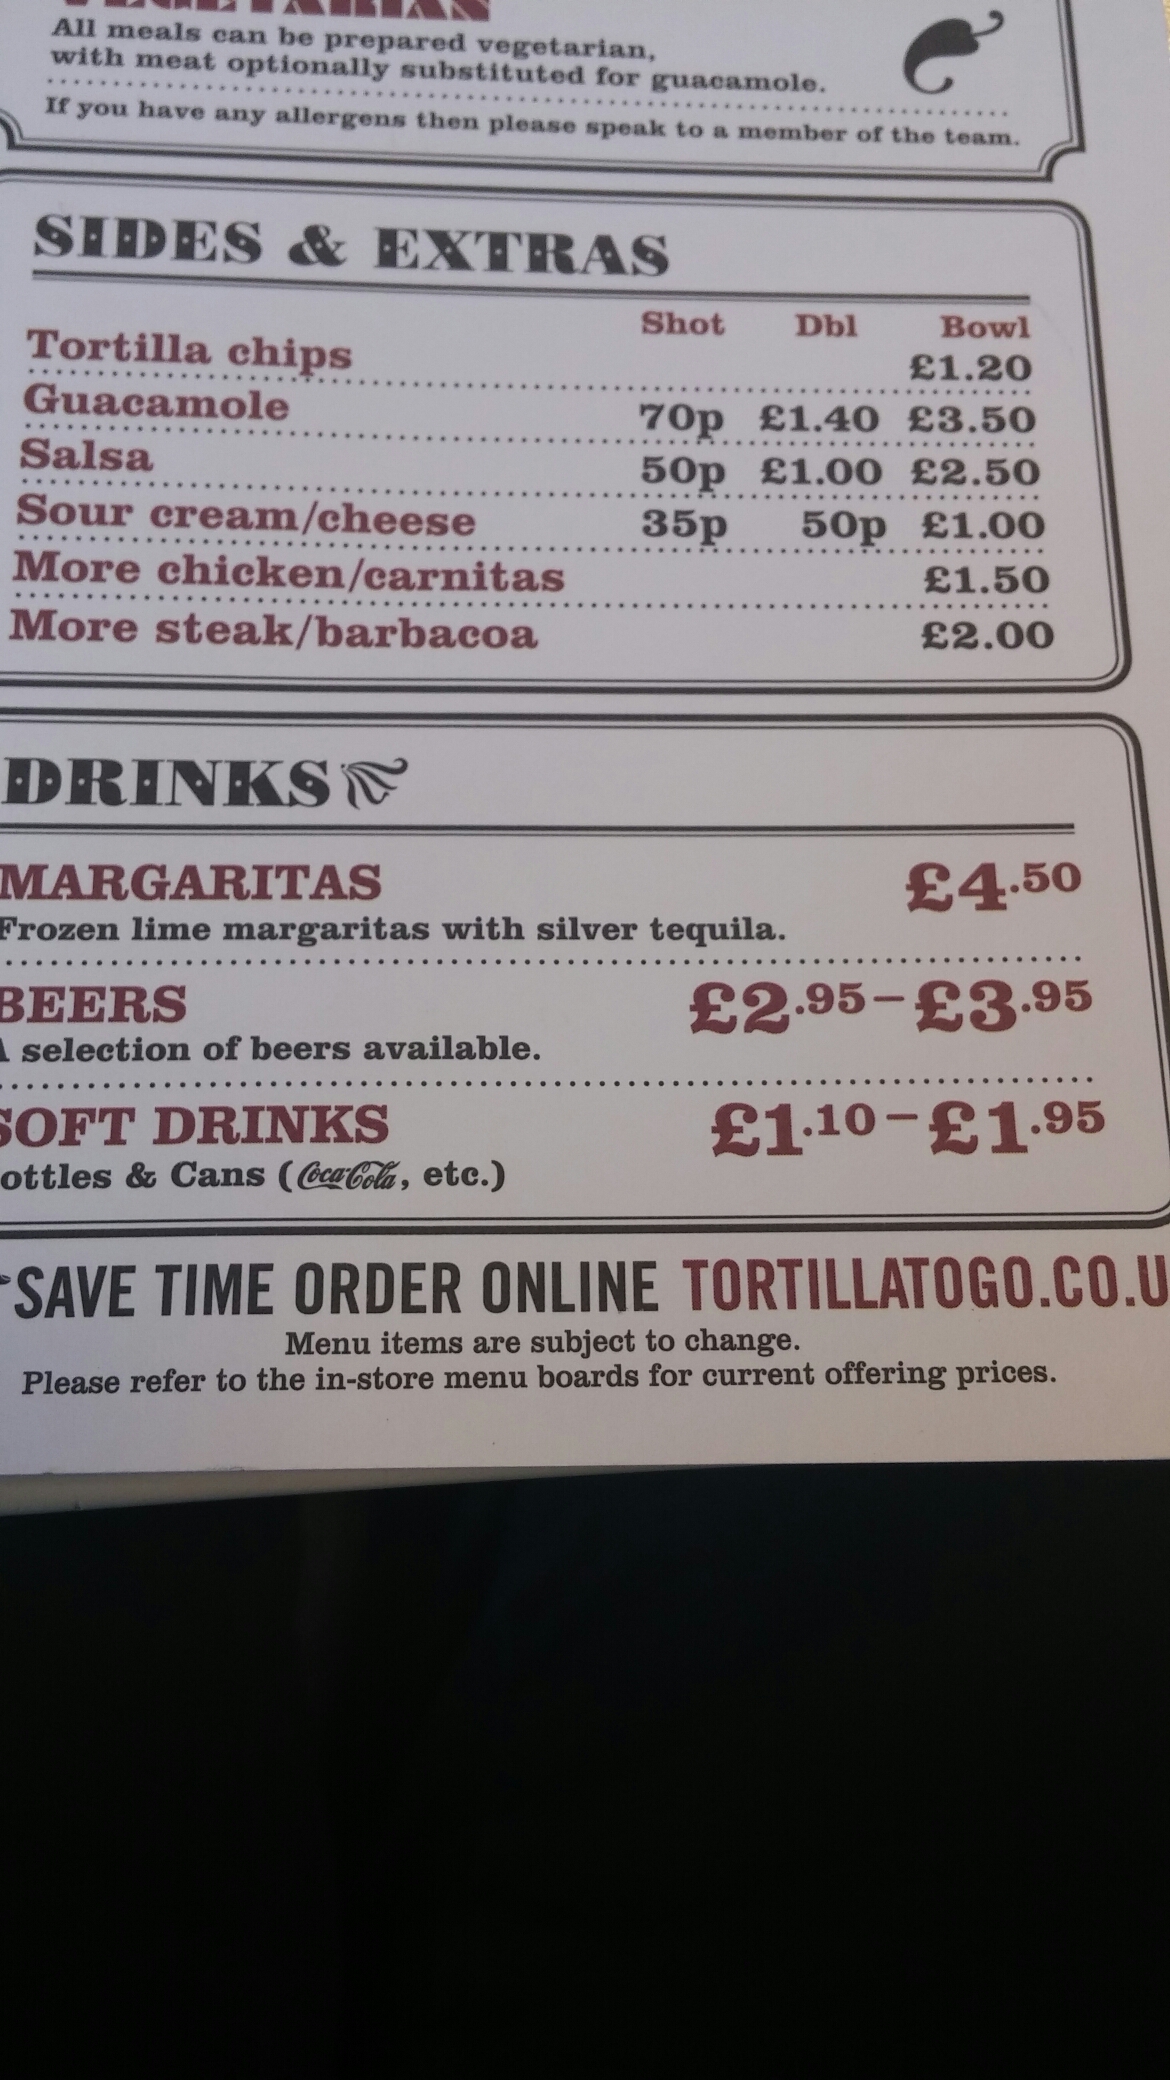 VEGETARIAN
All meals can be prepared vegetarian,
with meat optionally substituted for guacamole.
If you have any allergens then please speak to a member of the team.
SIDES & EXTRAS
Shot Dbl Bowl
Tortilla chips £1.20
Guacamole 70p £1.40 £3.50
Salsa 50p £1.00 £2.50
Sour cream/cheese 35p 50p £1.00
More chicken/carnitas £1.50
More steak/barbacoa £2.00
DRINKS
MARGARITAS £4.50
Frozen lime margaritas with silver tequila.
BEERS £2.95-£3.95
A selection of beers available.
SOFT DRINKS £1.10-£1.95
ottles & Cans (Coca-Cola, etc.)
SAVE TIME ORDER ONLINE TORTILLATOGO.CO.U
Menu items are subject to change.
Please refer to the in-store menu boards for current offering prices.